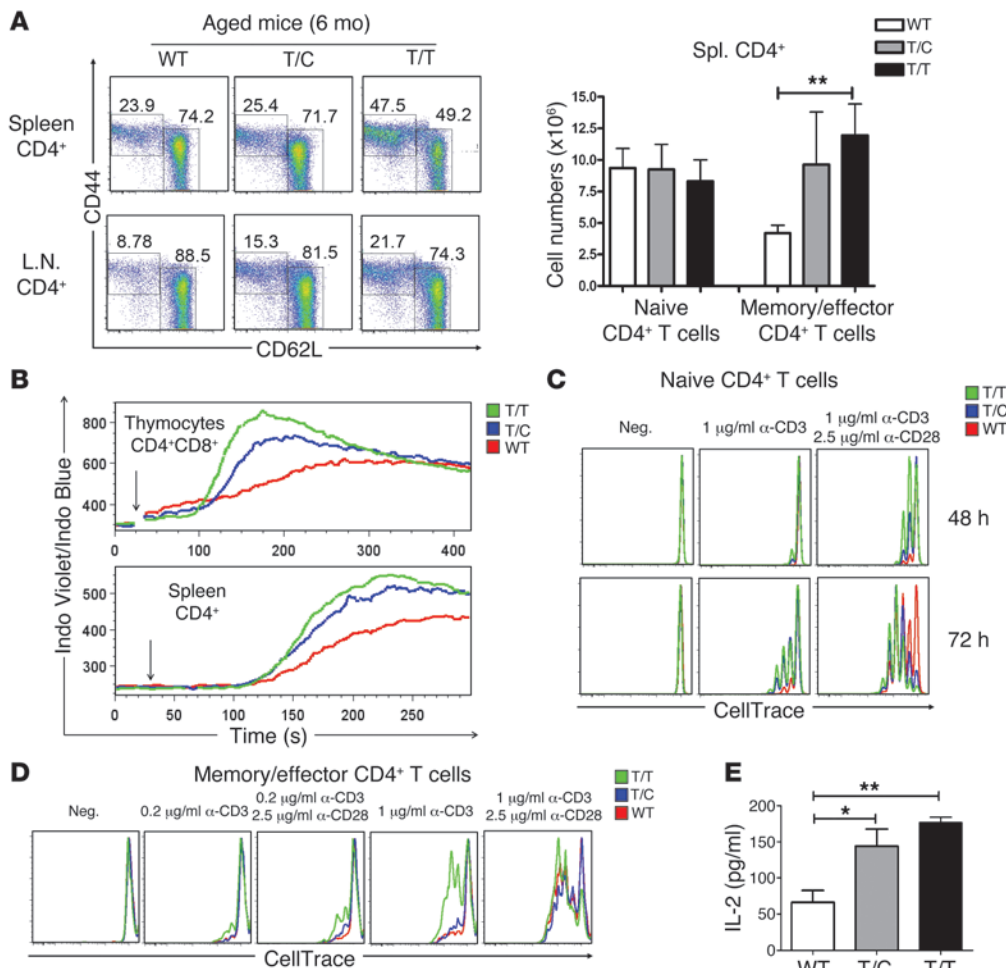 A
Aged mice (6 mo)
WT T/C T/T
Spleen
CD4⁺
23.9 74.2
25.4 71.7
47.5 49.2
L.N.
CD4⁺
8.78 88.5
15.3 81.5
21.7 74.3
CD44
CD62L
Spl. CD4⁺
WT
T/C
T/T
**
Cell numbers (x10⁶)
15.0
12.5
10.0
7.5
5.0
2.5
0.0
Naive
CD4⁺ T cells
Memory/effector
CD4⁺ T cells
B
Indo Violet/Indo Blue
Thymocytes
CD4⁺CD8⁺
T/T
T/C
WT
800
600
400
0 100 200 300 400
Spleen
CD4⁺
500
400
300
0 50 100 150 200 250
Time (s)
C
Naive CD4⁺ T cells
T/T
T/C
WT
Neg.
1 µg/ml α-CD3
1 µg/ml α-CD3
2.5 µg/ml α-CD28
48 h
72 h
CellTrace
D
Memory/effector CD4⁺ T cells
T/T
T/C
WT
Neg.
0.2 µg/ml α-CD3
0.2 µg/ml α-CD3
2.5 µg/ml α-CD28
1 µg/ml α-CD3
1 µg/ml α-CD3
2.5 µg/ml α-CD28
CellTrace
E
**
*
IL-2 (pg/ml)
200
150
100
50
0
WT T/C T/T